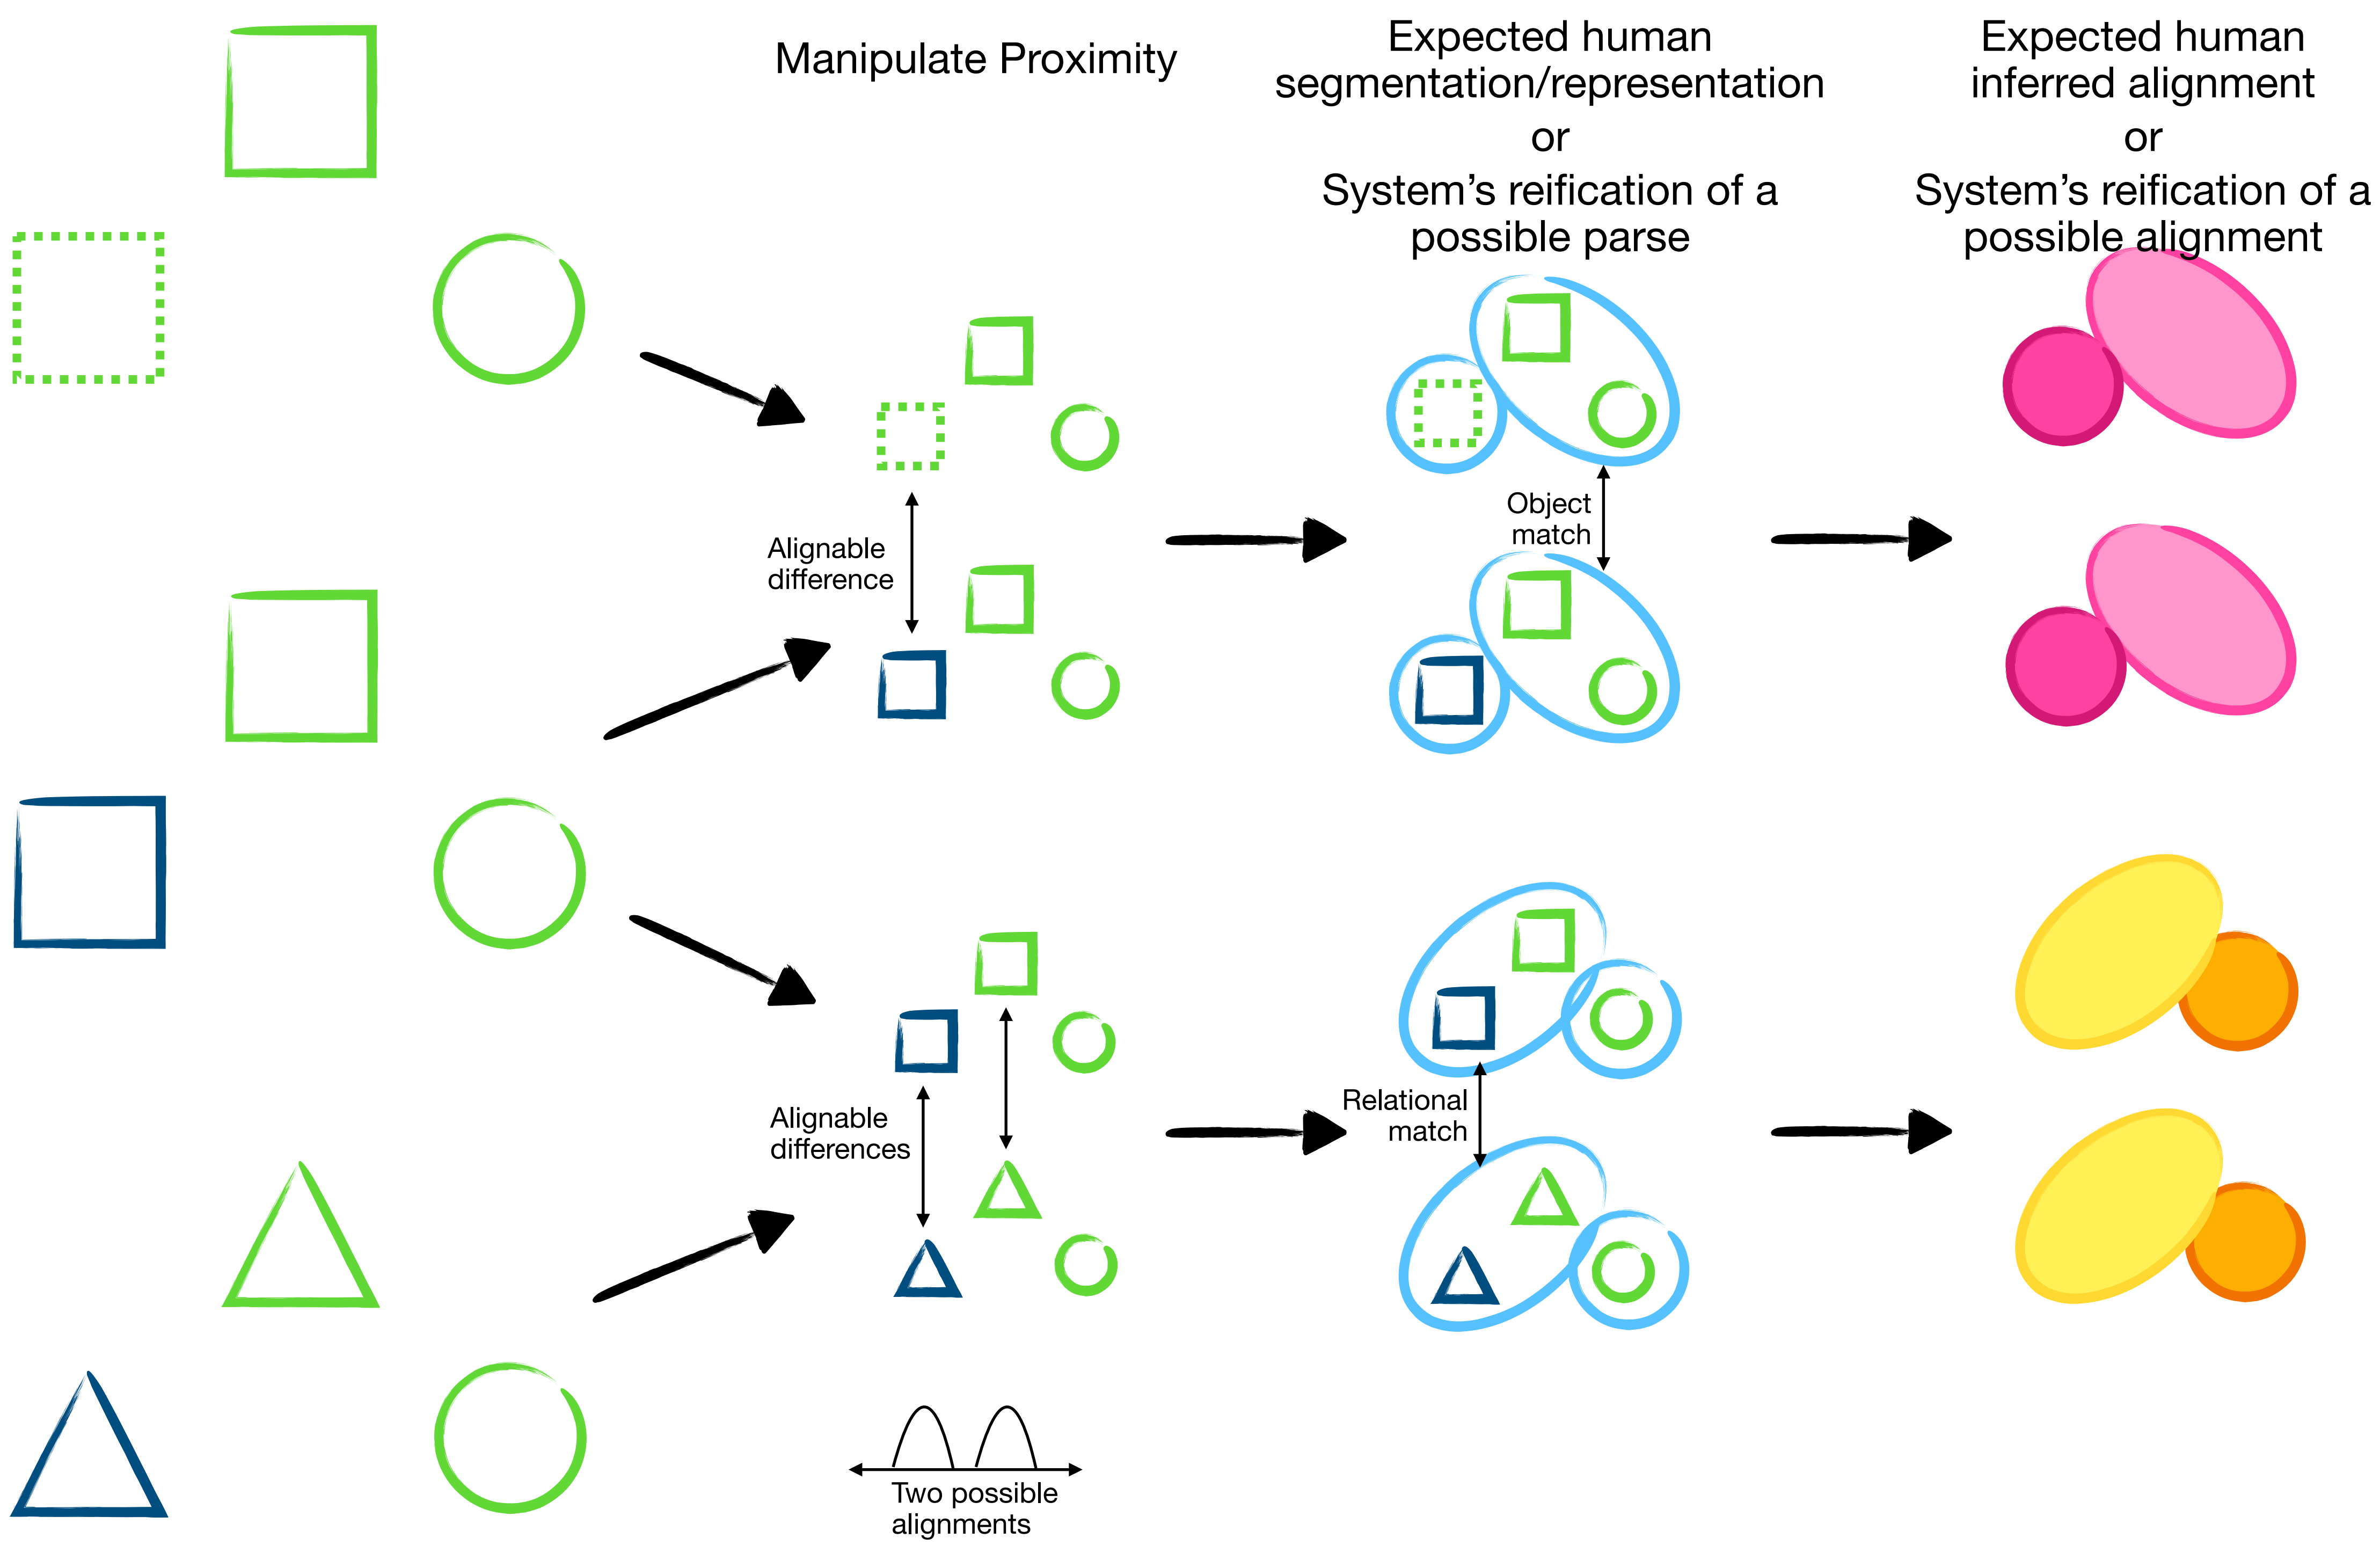 Manipulate Proximity
Expected human
segmentation/representation
or
System's reification of a
possible parse
Expected human
inferred alignment
or
System's reification of a
possible alignment
Alignable
difference
Object
match
Alignable
differences
Relational
match
Two possible
alignments